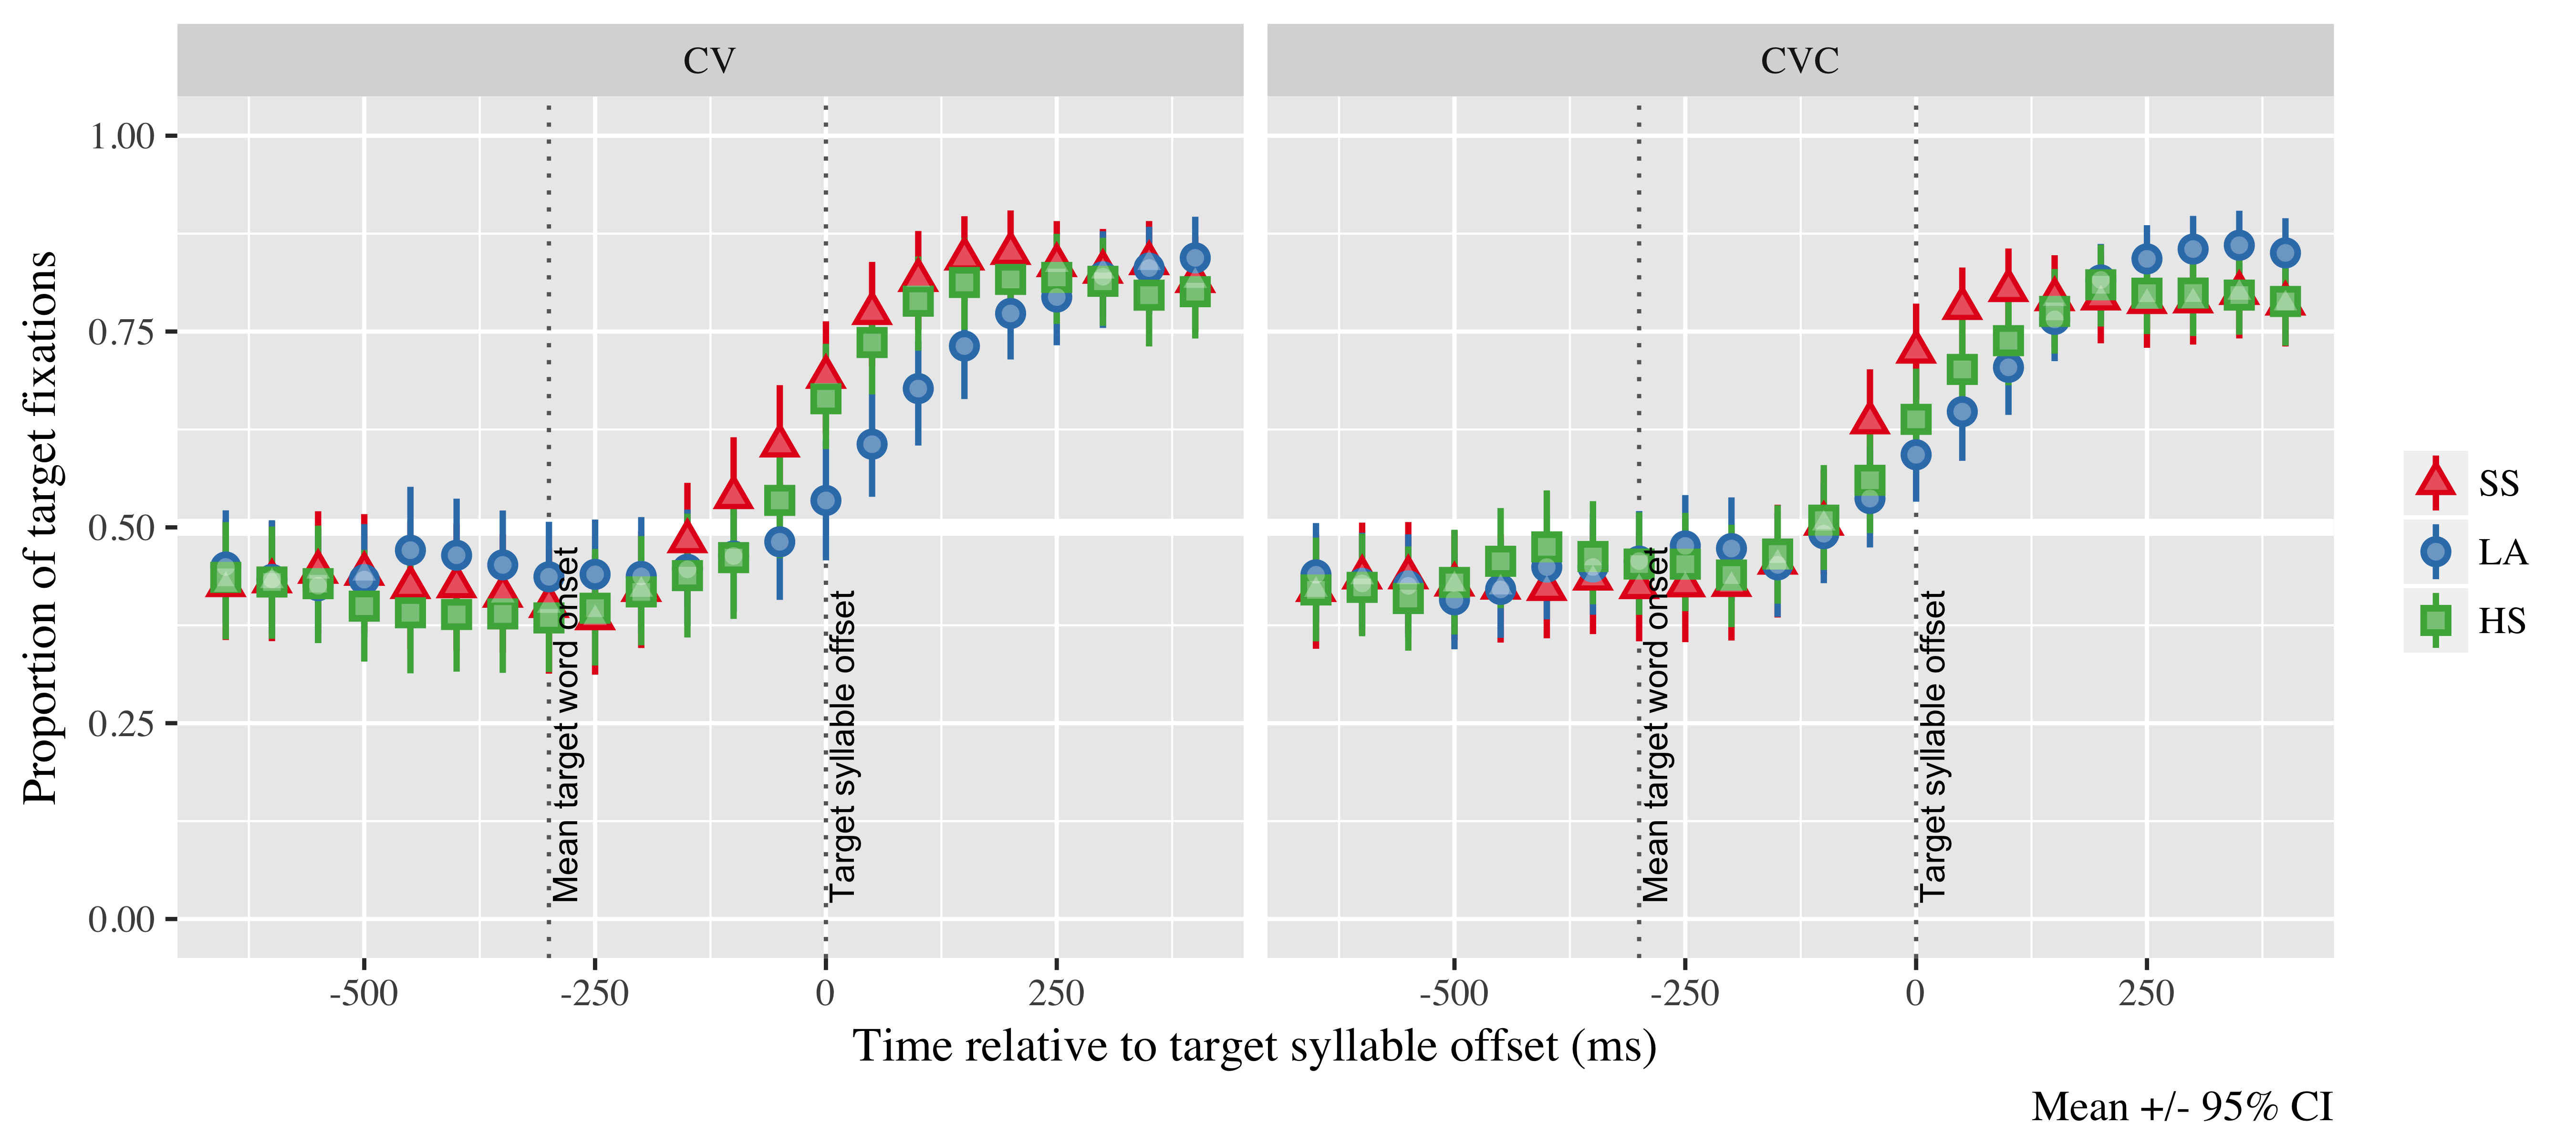 CV
CVC
Proportion of target fixations
1.00
0.75
0.50
0.25
0.00
Mean target word onset
Target syllable offset
Mean target word onset
Target syllable offset
-500
-250
0
250
-500
-250
0
250
Time relative to target syllable offset (ms)
SS
LA
HS
Mean +/- 95% CI